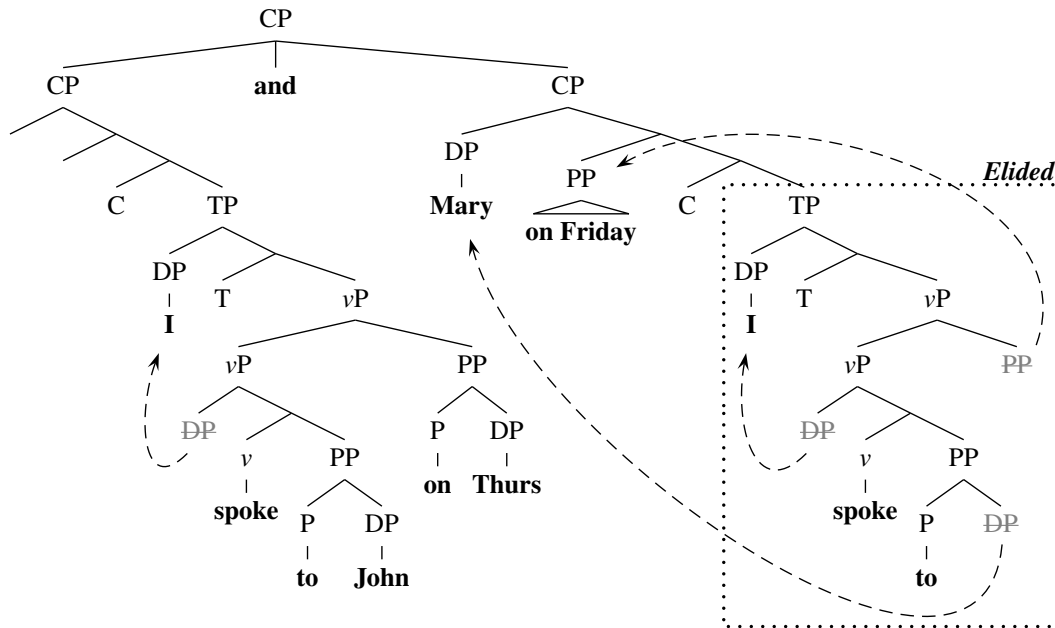 CP
CP and CP
DP
PP
Elided
C TP
Mary
C TP
on Friday
DP
DP
T
T
I
vP
I
vP
vP PP
vP PP
DP
P DP
DP
v PP
v PP
on Thurs
spoke
spoke
P DP
P DP
to John
to